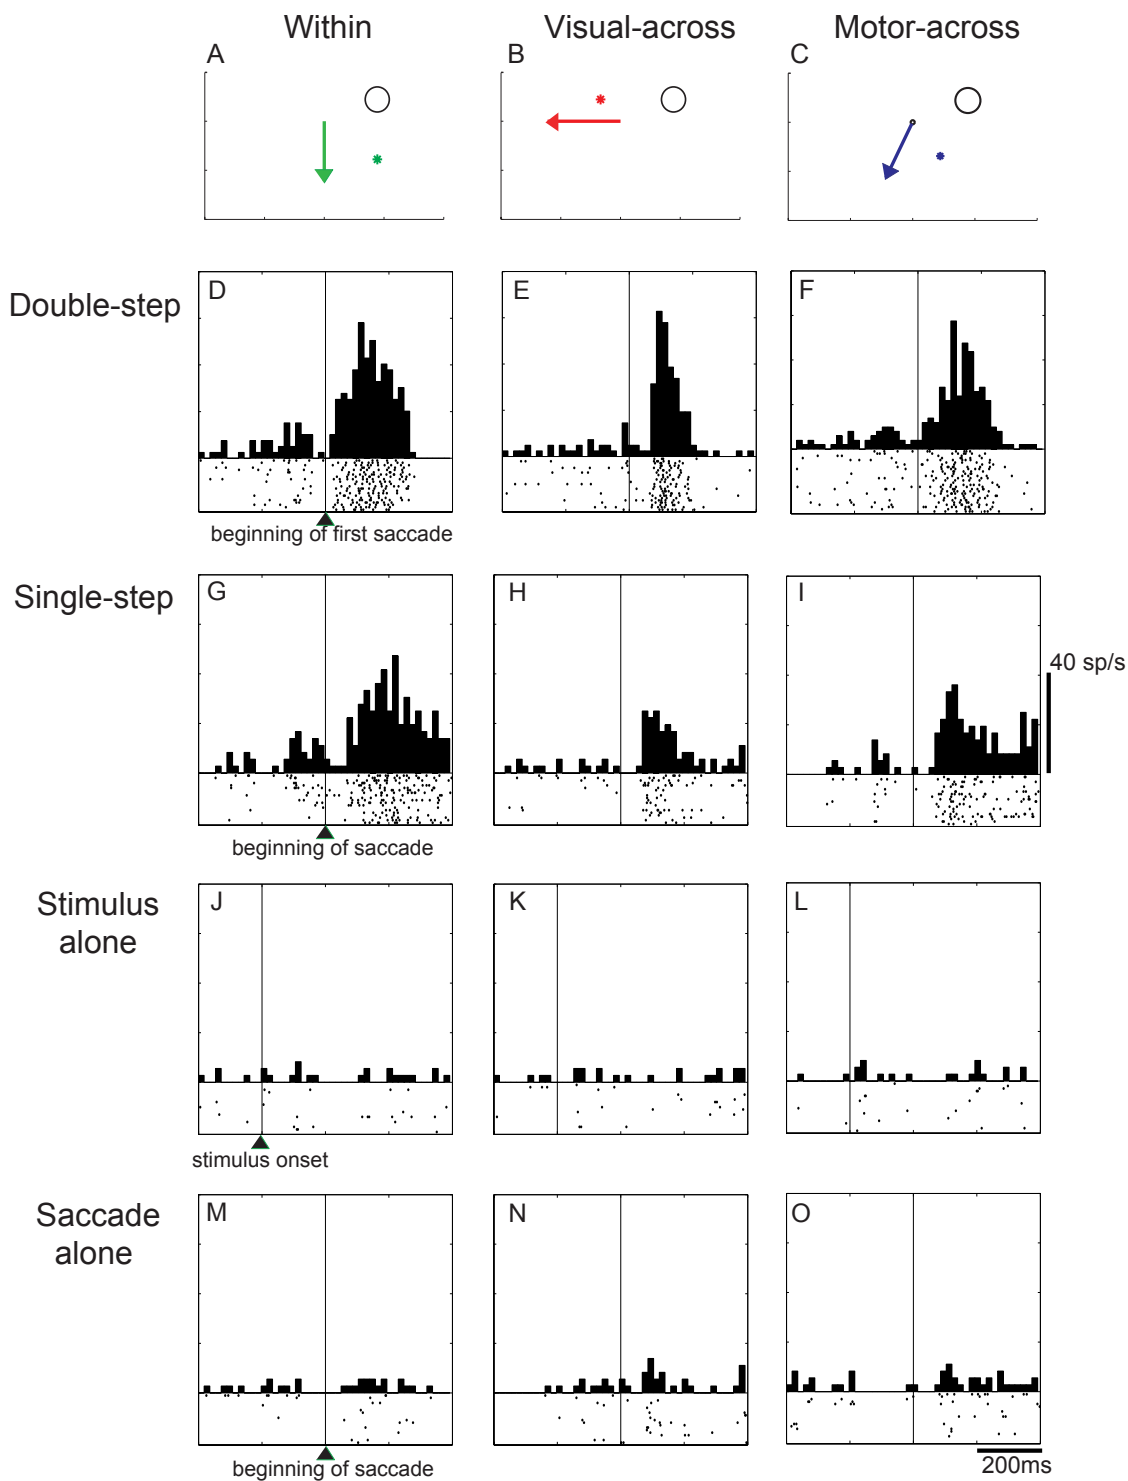 Within Visual-across Motor-across
A B C
Double-step
D E F
beginning of first saccade
Single-step
G H I
40 sp/s
beginning of saccade
Stimulus
alone
J K L
stimulus onset
Saccade
alone
M N O
beginning of saccade
200ms